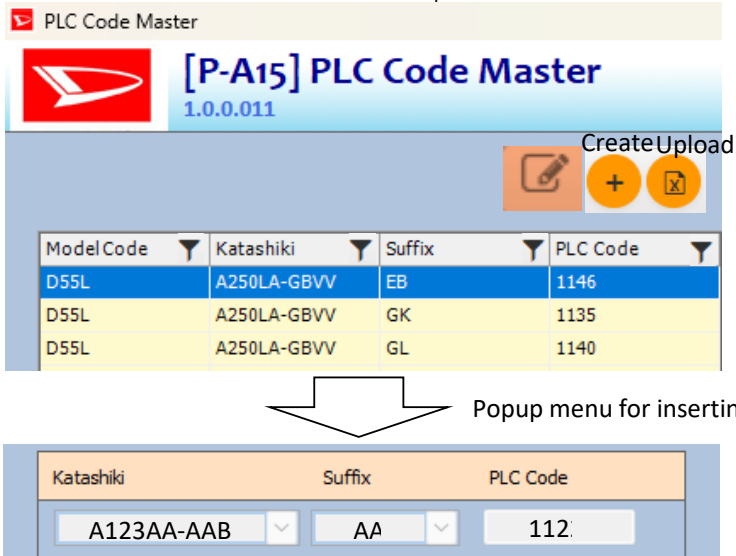 PLC Code Master
[P-A15] PLC Code Master
1.0.0.011
Create Upload
Model Code Katashiki Suffix PLC Code
D55L A250LA-GBVV EB 1146
D55L A250LA-GBVV GK 1135
D55L A250LA-GBVV GL 1140
Popup menu for insertin
Katashiki Suffix PLC Code
A123AA-AAB AA 112